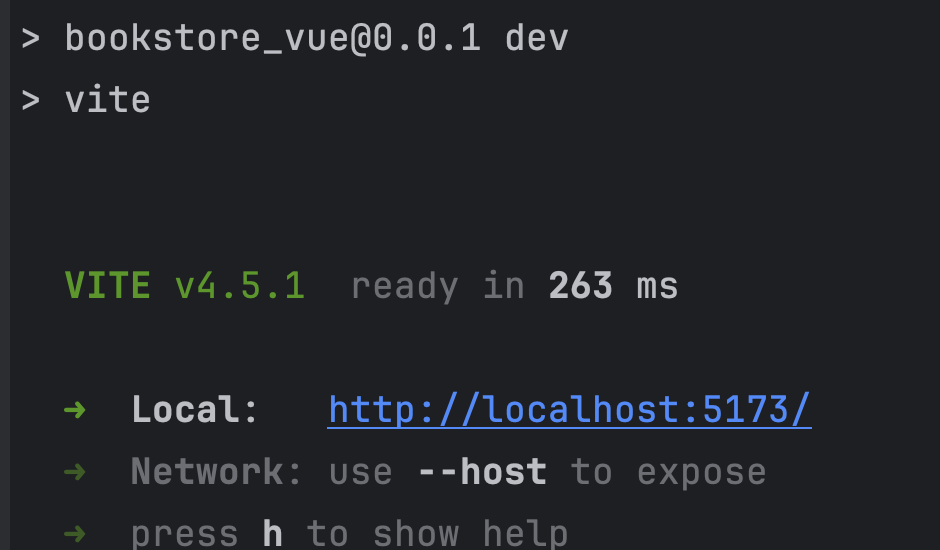 > bookstore_vue@0.0.1 dev
> vite
VITE v4.5.1 ready in 263 ms
➜ Local: http://localhost:5173/
➜ Network: use --host to expose
➜ press h to show help